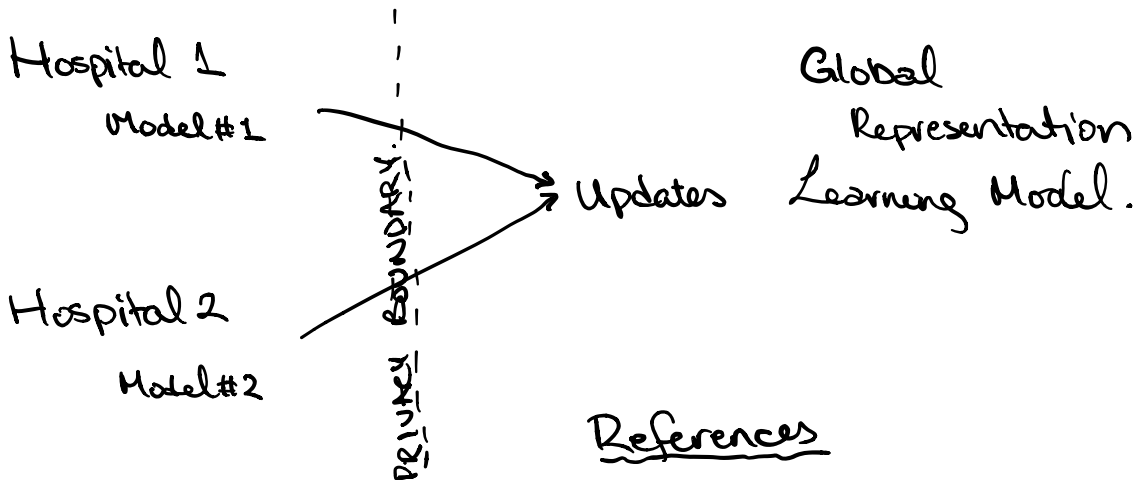 Hospital 1
Model #1
Hospital 2
Model #2
PRIVACY BOUNDARY.
Updates
Global
Representation
Learning Model.
References